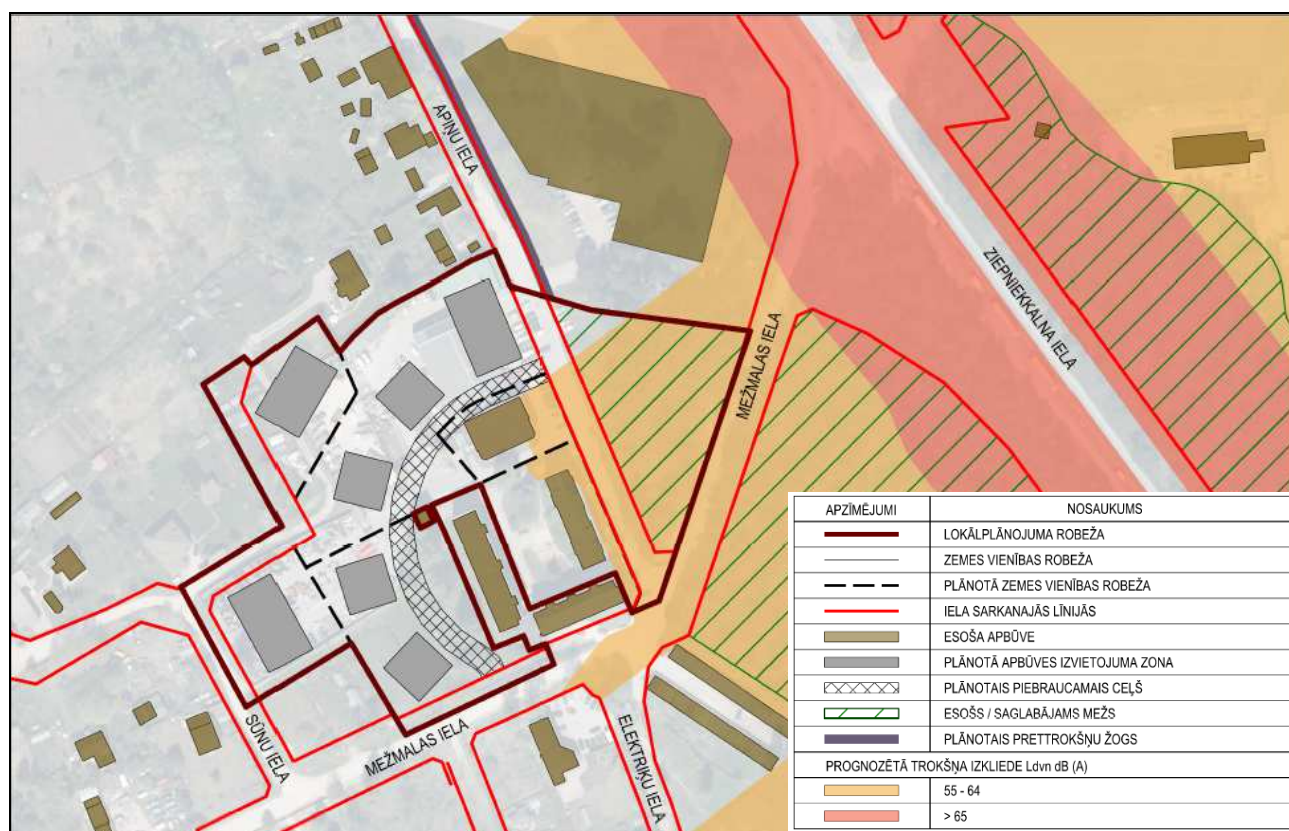 APIŅU IELA
ZIEPNIEKKALNA IELA
MEŽMALAS IELA
SŪNU IELA
MEŽMALAS IELA
ELEKTRIĶU IELA
APZĪMĒJUMI NOSAUKUMS
LOKĀLPLĀNOJUMA ROBEŽA
ZEMES VIENĪBAS ROBEŽA
PLĀNOTĀ ZEMES VIENĪBAS ROBEŽA
IELA SARKANAJĀS LĪNIJĀS
ESOŠA APBŪVE
PLĀNOTĀ APBŪVES IZVIETOJUMA ZONA
PLĀNOTAIS PIEBRAUCAMAIS CEĻŠ
ESOŠS / SAGLABĀJAMS MEŽS
PLĀNOTAIS PRETTROKŠŅU ŽOGS
PROGNOZĒTĀ TROKŠŅA IZKLIEDE Ldvn dB (A)
55 - 64
> 65